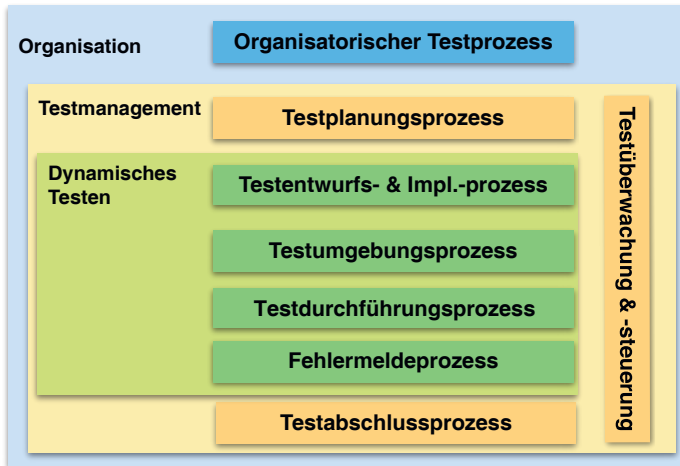 Organisation
Organisatorischer Testprozess
Testmanagement
Testplanungsprozess
Dynamisches
Testen
Testentwurfs- & Impl.-prozess
Testumgebungsprozess
Testdurchführungsprozess
Fehlermeldeprozess
Testabschlussprozess
Testüberwachung & -steuerung